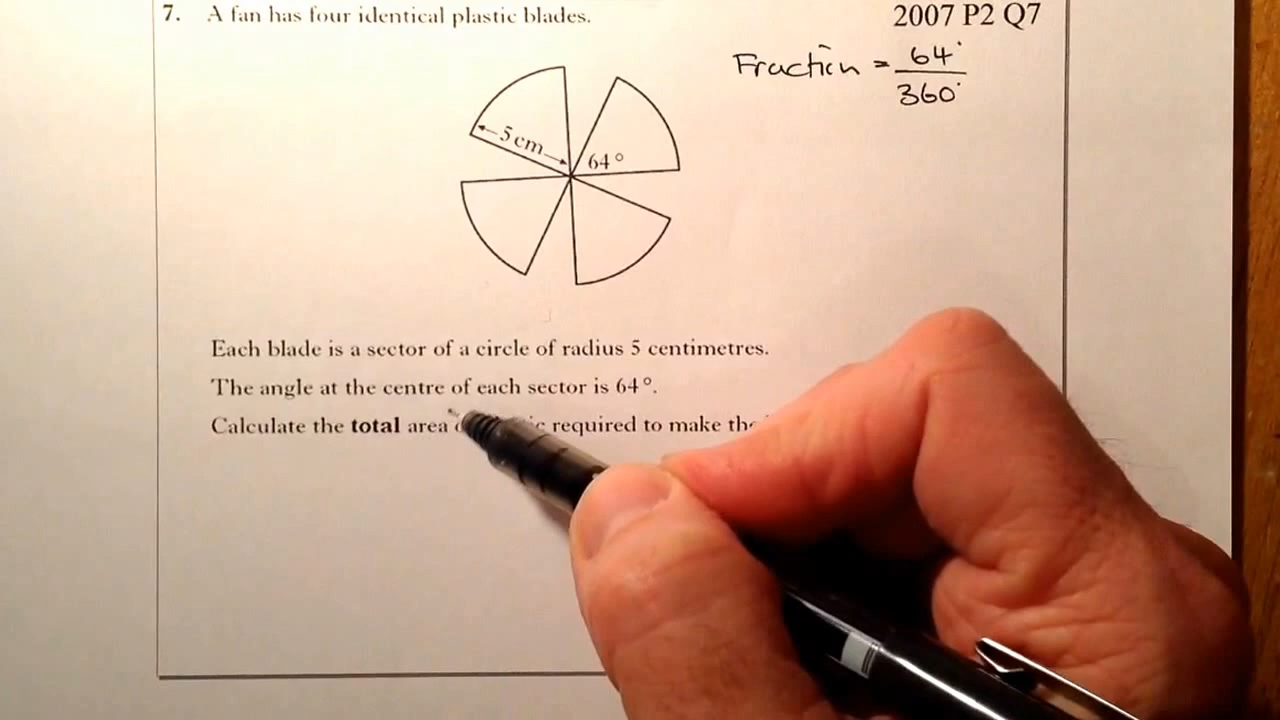 7. A fan has four identical plastic blades.
2007 P2 Q7
Fraction = 64°
360°
5 cm
64°
Each blade is a sector of a circle of radius 5 centimetres.
The angle at the centre of each sector is 64°.
Calculate the total area required to make the